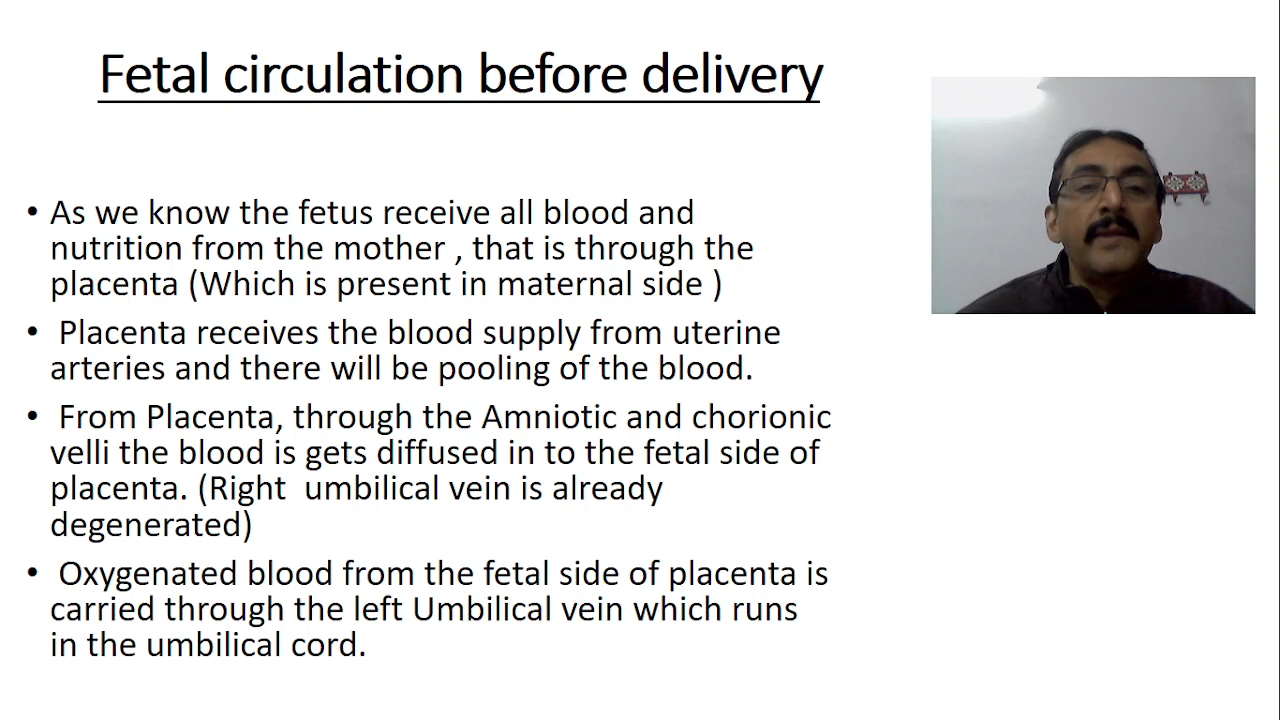 Fetal circulation before delivery
• As we know the fetus receive all blood and
nutrition from the mother , that is through the
placenta (Which is present in maternal side )
• Placenta receives the blood supply from uterine
arteries and there will be pooling of the blood.
• From Placenta, through the Amniotic and chorionic
velli the blood is gets diffused in to the fetal side of
placenta. (Right  umbilical vein is already
degenerated)
• Oxygenated blood from the fetal side of placenta is
carried through the left Umbilical vein which runs
in the umbilical cord.